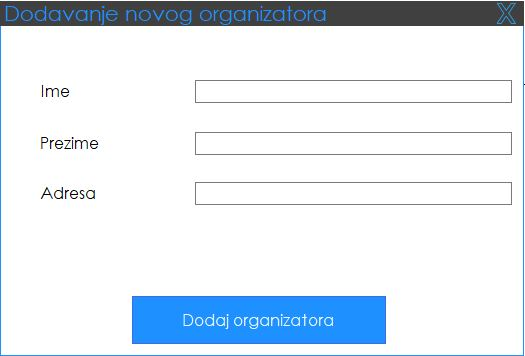 Dodavanje novog organizatora X
Ime
Prezime
Adresa
Dodaj organizatora